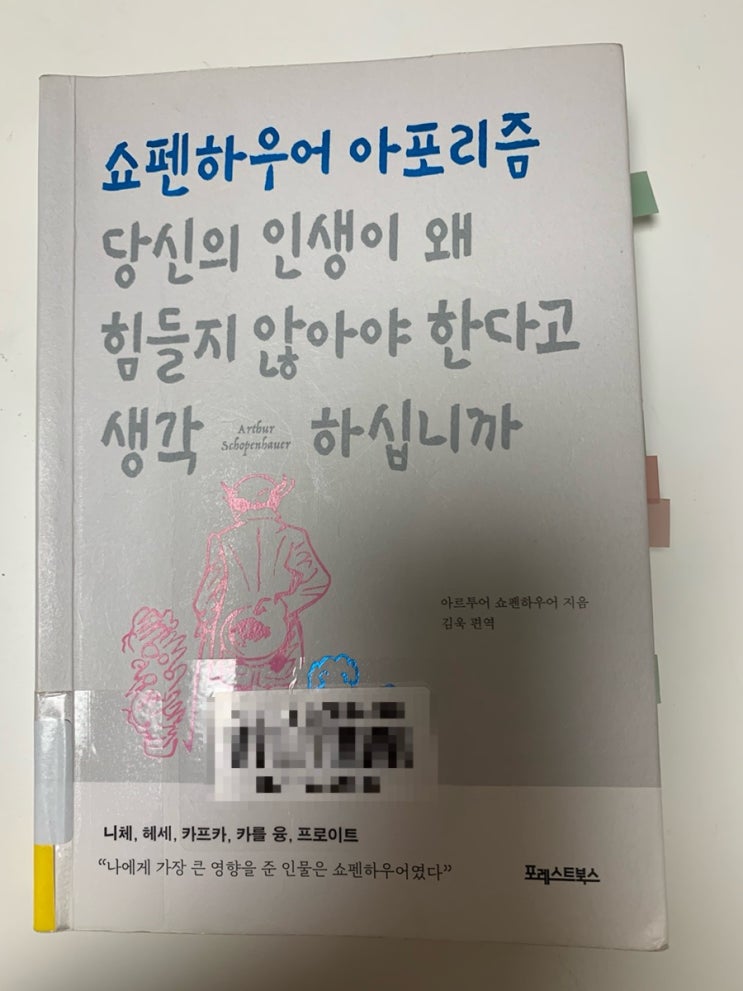 쇼펜하우어 아포리즘
당신의 인생이 왜
힘들지 않아야 한다고
생각 하십니까
Arthur
Schopenhauer
아르투어 쇼펜하우어 지음
김욱 편역
니체, 헤세, 카프카, 카를 융, 프로이트
“나에게 가장 큰 영향을 준 인물은 쇼펜하우어였다”
포레스트북스